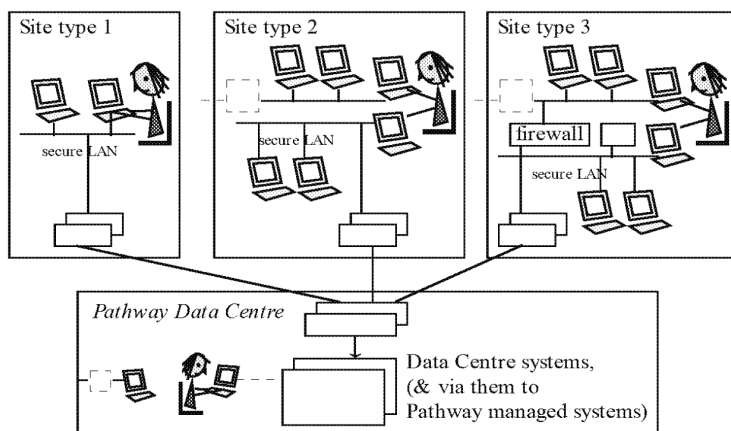 Site type 1
Site type 2
Site type 3
secure LAN
secure LAN
firewall
secure LAN
Pathway Data Centre
Data Centre systems,
(& via them to
Pathway managed systems)